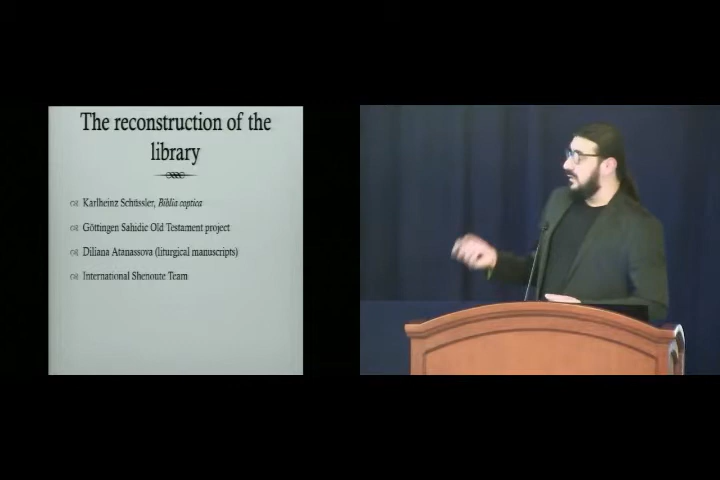 The reconstruction of the
library
Karlheinz Schüssler, Biblia coptica
Göttingen Sahidic Old Testament project
Diliana Atanassova (liturgical manuscripts)
International Shenoute Team